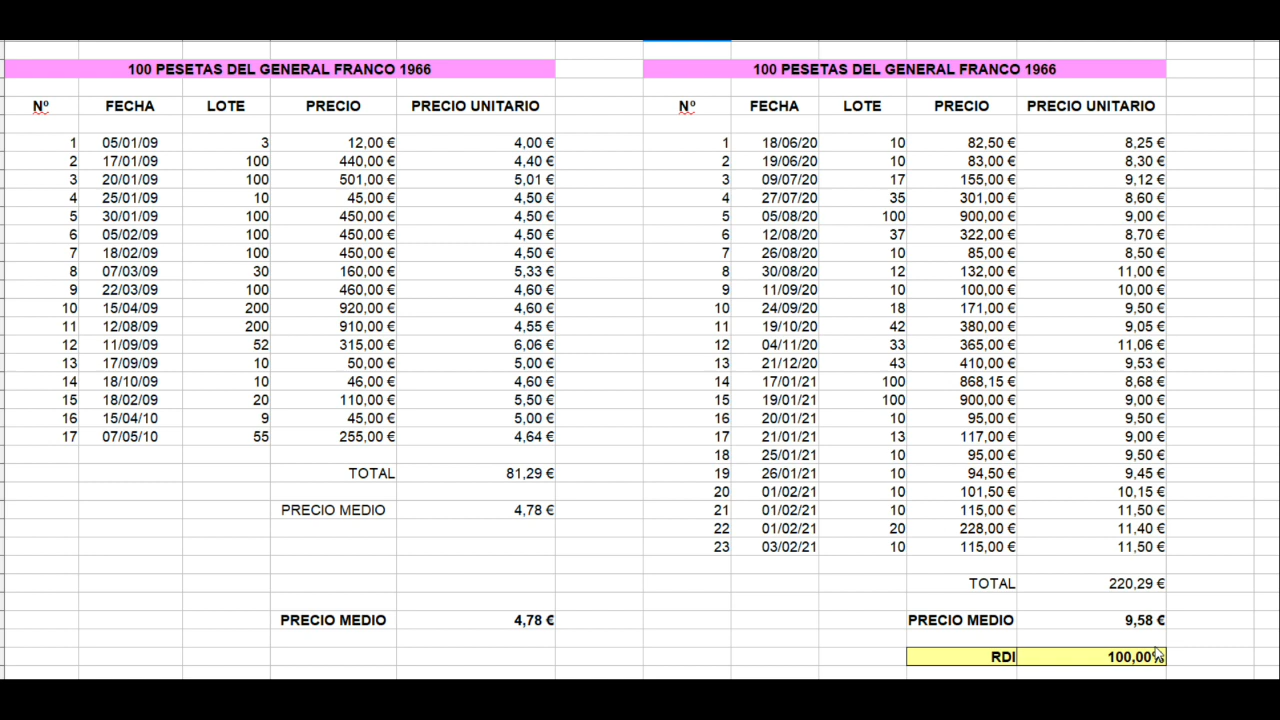 100 PESETAS DEL GENERAL FRANCO 1966
Nº FECHA LOTE PRECIO PRECIO UNITARIO
1 05/01/09 3 12,00 € 4,00 €
2 17/01/09 100 440,00 € 4,40 €
3 20/01/09 100 501,00 € 5,01 €
4 25/01/09 10 45,00 € 4,50 €
5 30/01/09 100 450,00 € 4,50 €
6 05/02/09 100 450,00 € 4,50 €
7 18/02/09 100 450,00 € 4,50 €
8 07/03/09 30 160,00 € 5,33 €
9 22/03/09 100 460,00 € 4,60 €
10 15/04/09 200 920,00 € 4,60 €
11 12/08/09 200 910,00 € 4,55 €
12 11/09/09 52 315,00 € 6,06 €
13 17/09/09 10 50,00 € 5,00 €
14 18/10/09 10 46,00 € 4,60 €
15 18/02/09 20 110,00 € 5,50 €
16 15/04/10 9 45,00 € 5,00 €
17 07/05/10 55 255,00 € 4,64 €
TOTAL 81,29 €
PRECIO MEDIO 4,78 €
PRECIO MEDIO 4,78 €
100 PESETAS DEL GENERAL FRANCO 1966
Nº FECHA LOTE PRECIO PRECIO UNITARIO
1 18/06/20 10 82,50 € 8,25 €
2 19/06/20 10 83,00 € 8,30 €
3 09/07/20 17 155,00 € 9,12 €
4 27/07/20 35 301,00 € 8,60 €
5 05/08/20 100 900,00 € 9,00 €
6 12/08/20 37 322,00 € 8,70 €
7 26/08/20 10 85,00 € 8,50 €
8 30/08/20 12 132,00 € 11,00 €
9 11/09/20 10 100,00 € 10,00 €
10 24/09/20 18 171,00 € 9,50 €
11 19/10/20 42 380,00 € 9,05 €
12 04/11/20 33 365,00 € 11,06 €
13 21/12/20 43 410,00 € 9,53 €
14 17/01/21 100 868,15 € 8,68 €
15 19/01/21 100 900,00 € 9,00 €
16 20/01/21 10 95,00 € 9,50 €
17 21/01/21 13 117,00 € 9,00 €
18 25/01/21 10 95,00 € 9,50 €
19 26/01/21 10 94,50 € 9,45 €
20 01/02/21 10 101,50 € 10,15 €
21 01/02/21 10 115,00 € 11,50 €
22 01/02/21 20 228,00 € 11,40 €
23 03/02/21 10 115,00 € 11,50 €
TOTAL 220,29 €
PRECIO MEDIO 9,58 €
RDI 100,00%